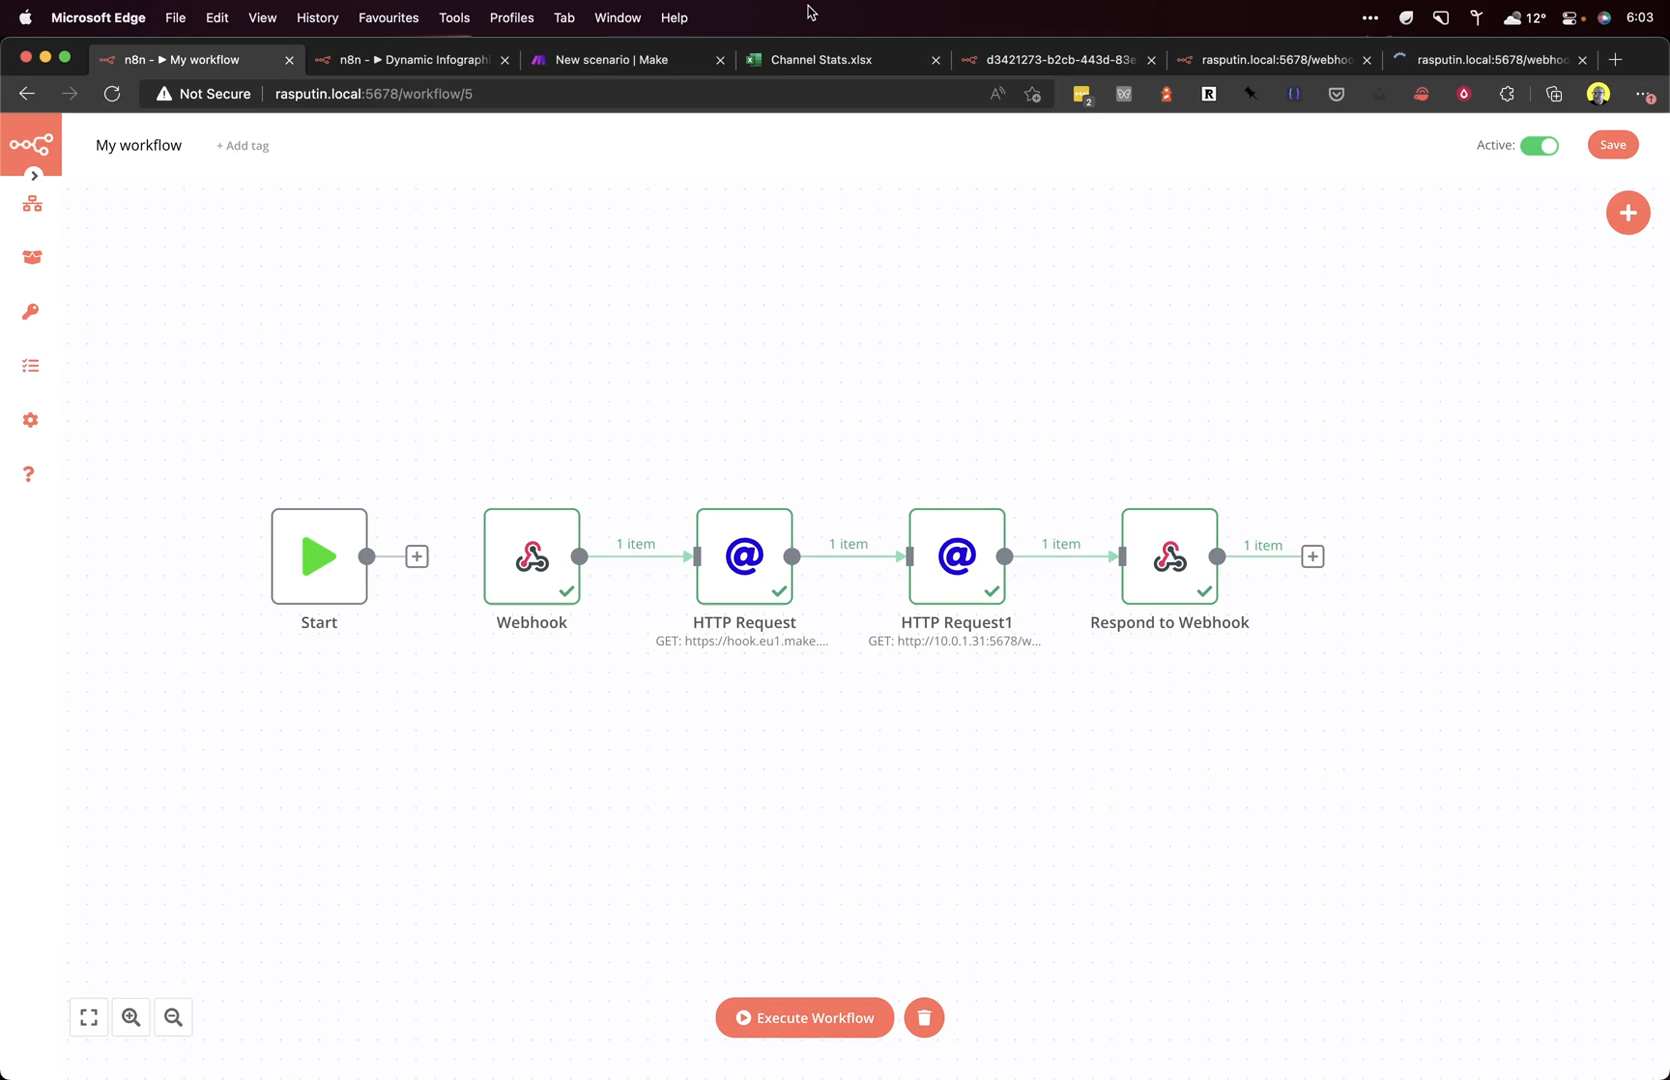 Microsoft Edge File Edit View History Favourites Tools Profiles Tab Window Help 12° 6:03
n8n - ▶ My workflow n8n - ▶ Dynamic Infographi New scenario | Make Channel Stats.xlsx d3421273-b2cb-443d-83e rasputin.local:5678/webhoo rasputin.local:5678/webhoo
Not Secure rasputin.local:5678/workflow/5 2
My workflow + Add tag Active: Save
1 item 1 item 1 item 1 item
Start Webhook HTTP Request HTTP Request1 Respond to Webhook
GET: https://hook.eu1.make.... GET: http://10.0.1.31:5678/w...
Execute Workflow